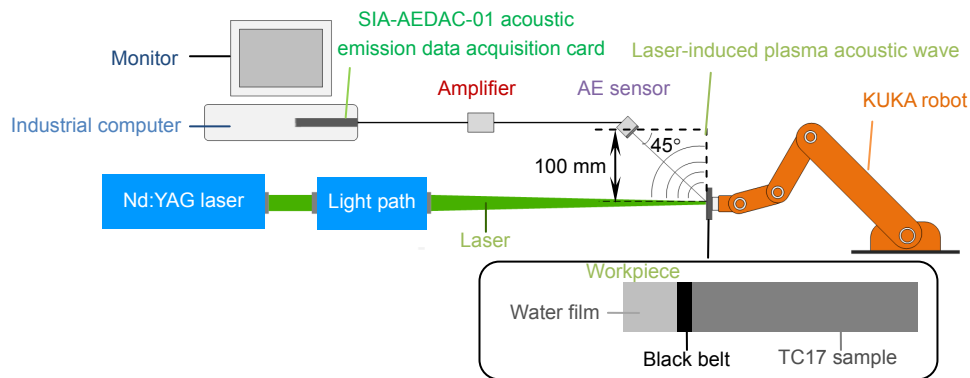 SIA-AEDAC-01 acoustic
emission data acquisition card
Laser-induced plasma acoustic wave
Monitor
Amplifier
AE sensor
KUKA robot
Industrial computer
45°
100 mm
Nd:YAG laser
Light path
Laser
Workpiece
Water film
Black belt
TC17 sample